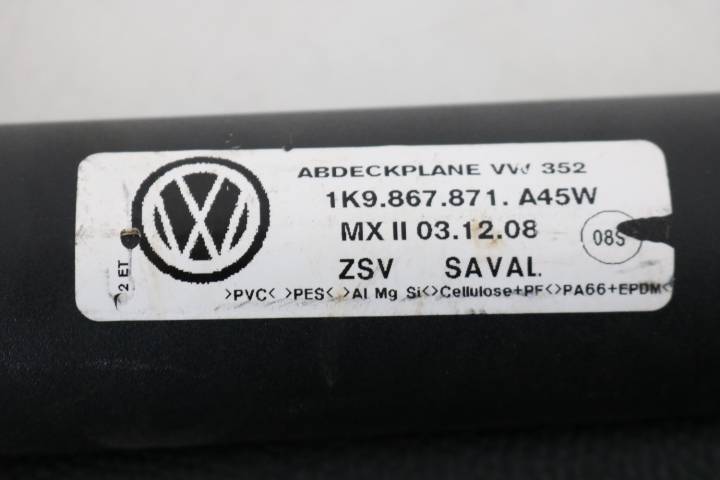 ABDECKPLANE VW 352
1K9.867.871. A45W
MX II 03.12.08
08S
ZSV SAVAL.
>PVC< >PES< >Al Mg Si<>Cellulose+PF<>PA66+EPDM<
2 ET